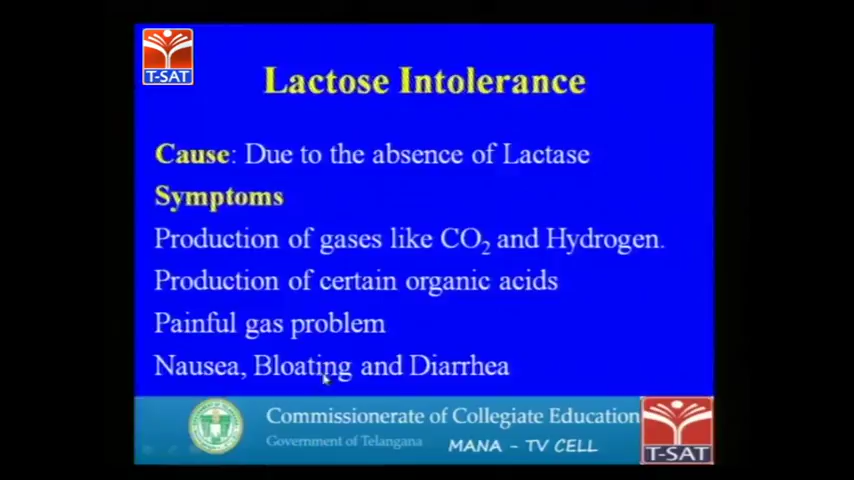 T-SAT
Lactose Intolerance
Cause: Due to the absence of Lactase
Symptoms
Production of gases like CO₂ and Hydrogen.
Production of certain organic acids
Painful gas problem
Nausea, Bloating and Diarrhea
Commissionerate of Collegiate Education
Government of Telangana
MANA - TV CELL
T-SAT